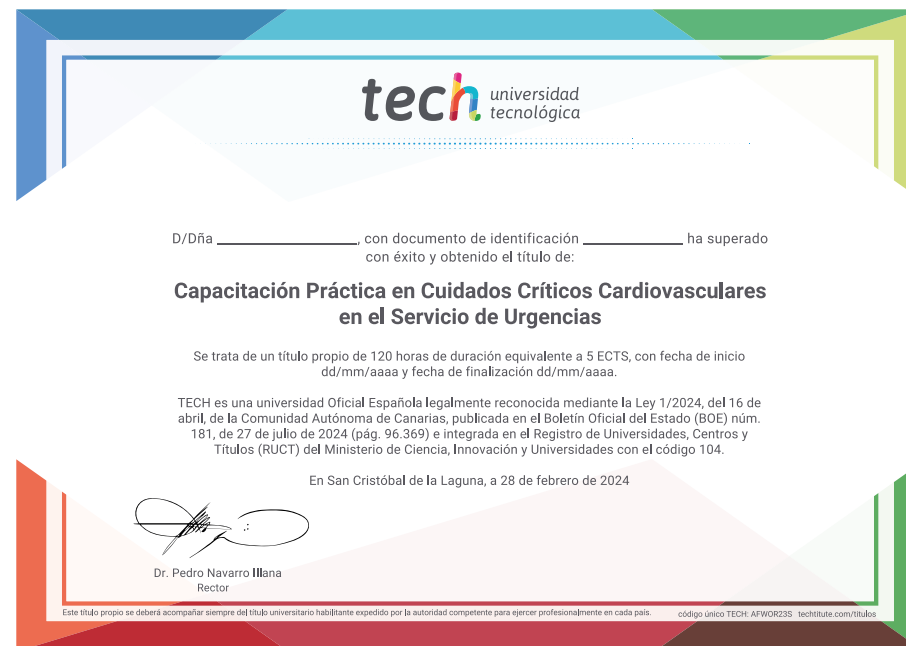 tech universidad
tecnológica
D/Dña ____________________, con documento de identificación ______________ ha superado
con éxito y obtenido el título de:
Capacitación Práctica en Cuidados Críticos Cardiovasculares
en el Servicio de Urgencias
Se trata de un título propio de 120 horas de duración equivalente a 5 ECTS, con fecha de inicio
dd/mm/aaaa y fecha de finalización dd/mm/aaaa.
TECH es una universidad Oficial Española legalmente reconocida mediante la Ley 1/2024, del 16 de
abril, de la Comunidad Autónoma de Canarias, publicada en el Boletín Oficial del Estado (BOE) núm.
181, de 27 de julio de 2024 (pág. 96.369) e integrada en el Registro de Universidades, Centros y
Títulos (RUCT) del Ministerio de Ciencia, Innovación y Universidades con el código 104.
En San Cristóbal de la Laguna, a 28 de febrero de 2024
Dr. Pedro Navarro Illana
Rector
Este título propio se deberá acompañar siempre del título universitario habilitante expedido por la autoridad competente para ejercer profesionalmente en cada país. código único TECH: AFWOR23S techtitute.com/titulos